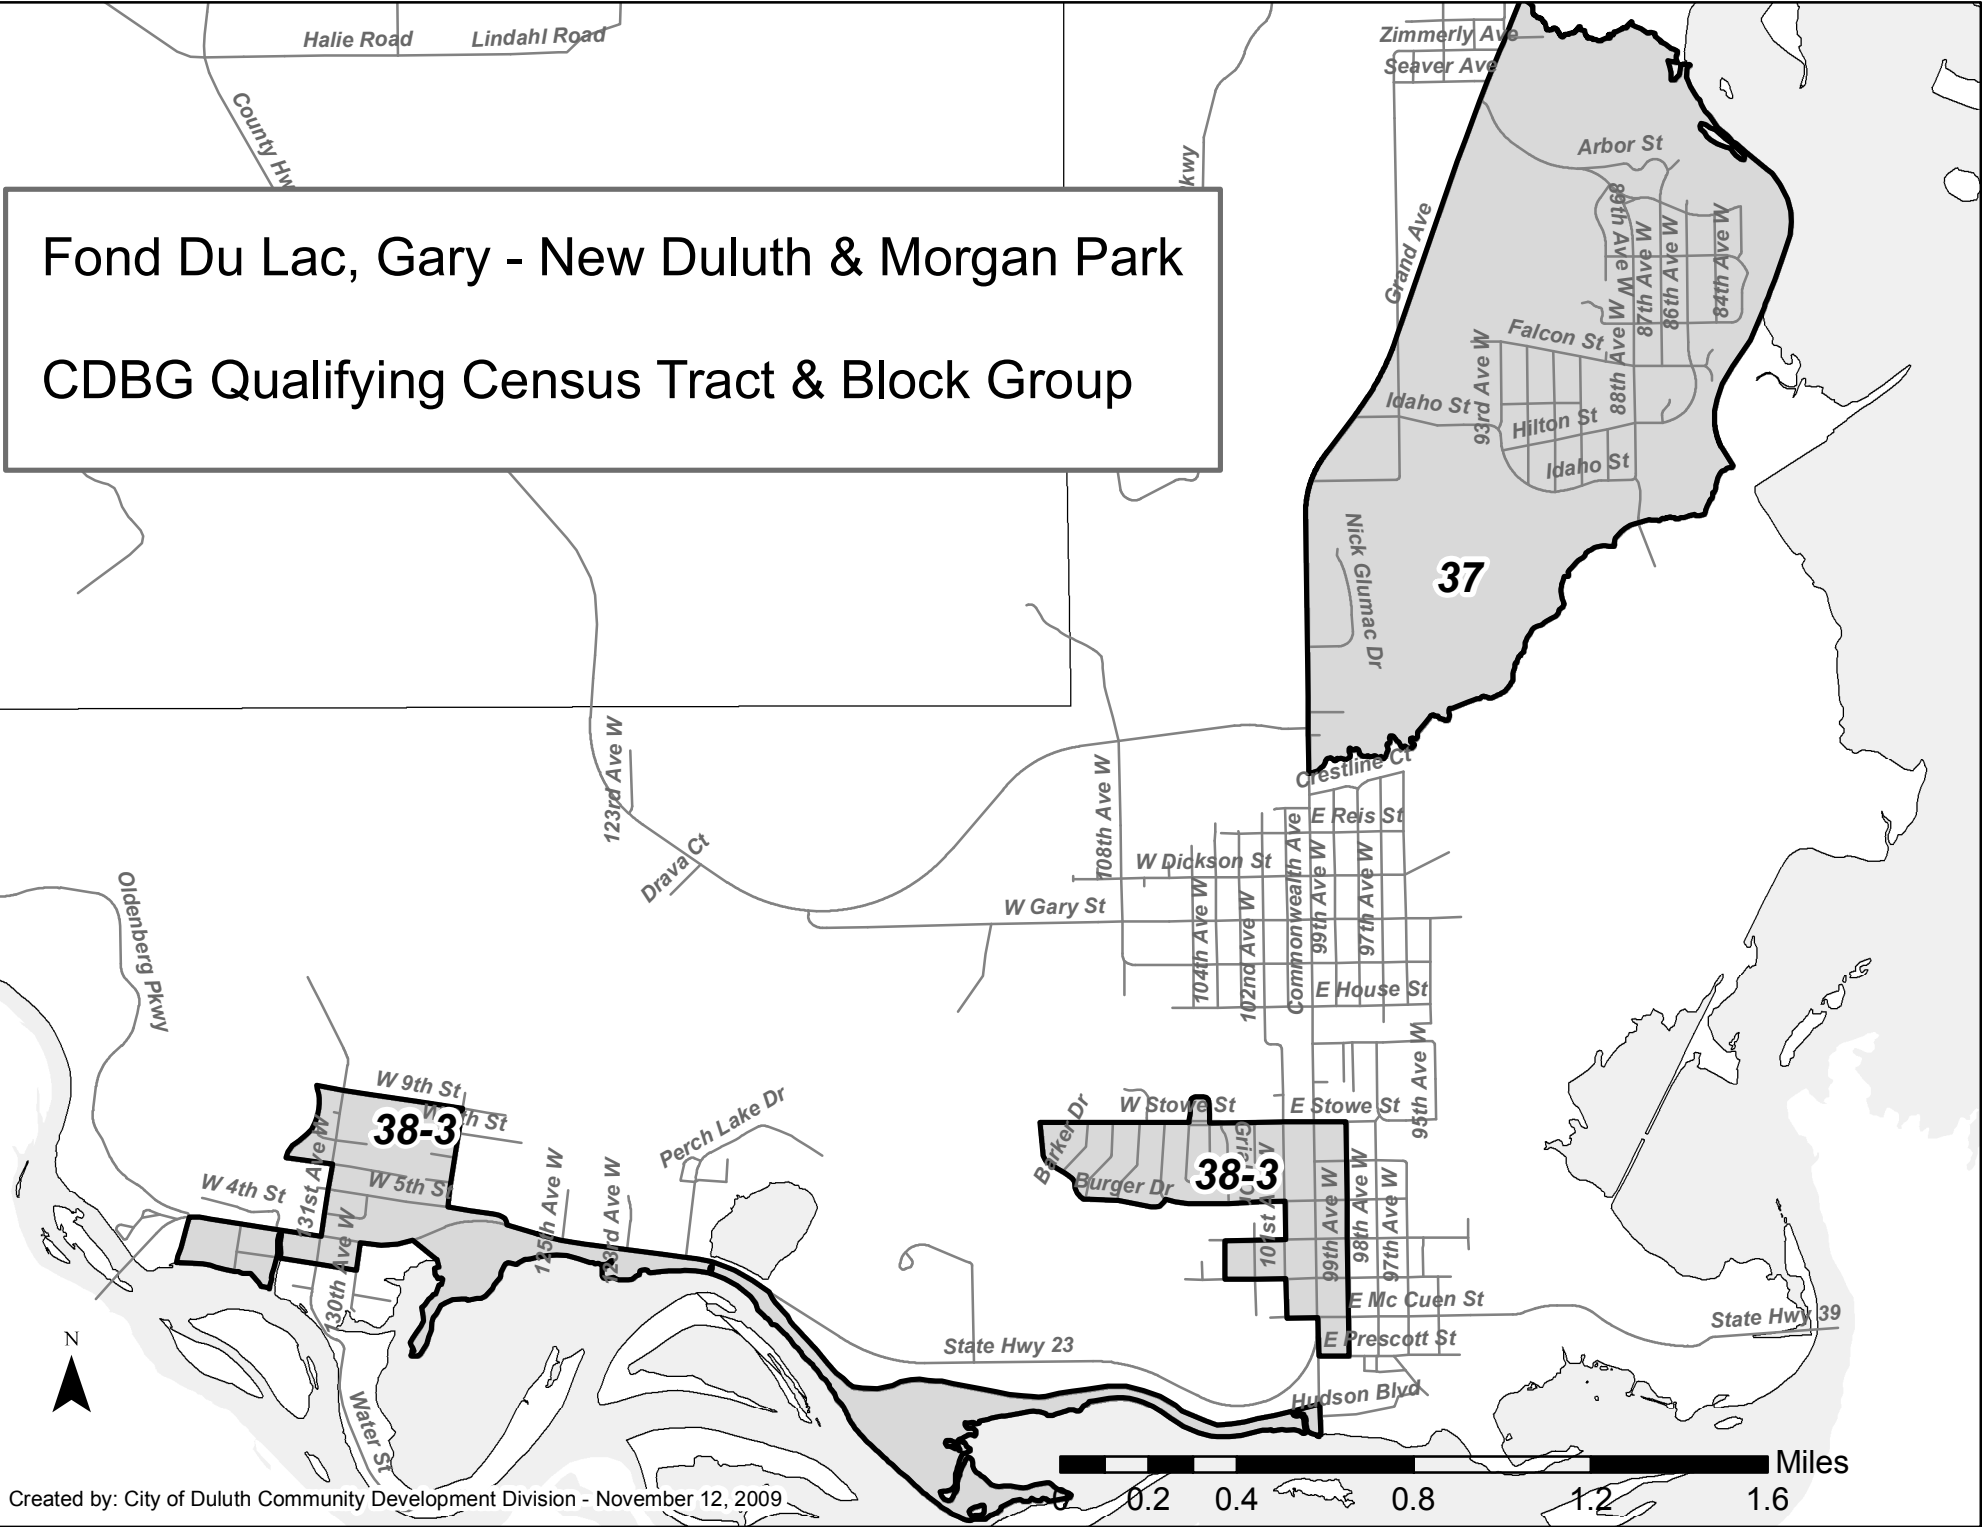 Halie Road
Lindahl Road
Zimmerly Ave
Seaver Ave
County Hw
kwy
Arbor St
Fond Du Lac, Gary - New Duluth & Morgan Park
CDBG Qualifying Census Tract & Block Group
Grand Ave
89th Ave W
87th Ave W
86th Ave W
84th Ave W
Falcon St
88th Ave W
93rd Ave W
Idaho St
Hilton St
Idaho St
Nick Glumac Dr
37
Crestline Ct
123rd Ave W
108th Ave W
E Reis St
Commonwealth Ave
W Dickson St
Drava Ct
99th Ave W
97th Ave W
104th Ave W
102nd Ave W
W Gary St
Oldenberg Pkwy
E House St
95th Ave W
W 9th St
38-3
Perch Lake Dr
Barker Dr
W Stowe St
E Stowe St
131st Ave W
W 5th St
W 4th St
125th Ave W
123rd Ave W
Burger Dr
38-3
101st A
99th Ave W
98th Ave W
97th Ave W
130th Ave W
E Mc Cuen St
State Hwy 39
E Prescott St
State Hwy 23
Hudson Blvd
Water St
N
Miles
0 0.2 0.4 0.8 1.2 1.6
Created by: City of Duluth Community Development Division - November 12, 2009